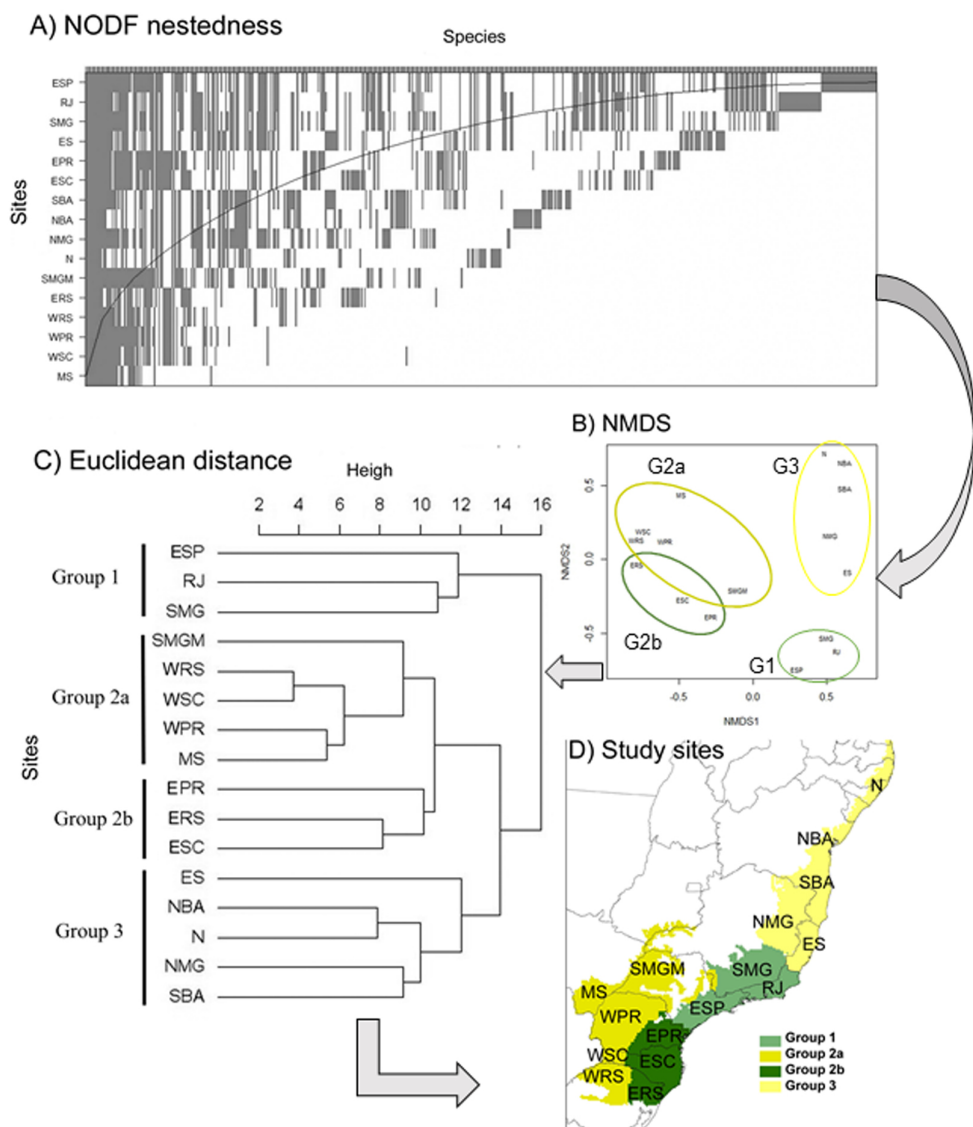 A) NODF nestedness
Species
Sites
ESP
RJ
SMG
ES
EPR
ESC
SBA
NBA
NMG
N
SMGM
ERS
WRS
WPR
WSC
MS
B) NMDS
G2a
G3
N
NBA
MS
SBA
0.5
WSC
WRS
WPR
NMG
0.0
NMDS2
ERS
ES
SMGM
ESC
EPR
-0.5
G2b
G1
SMG
RJ
ESP
-0.5 0.0 0.5
NMDS1
C) Euclidean distance
Heigh
2 4 6 8 10 12 14 16
Sites
Group 1
ESP
RJ
SMG
Group 2a
SMGM
WRS
WSC
WPR
MS
Group 2b
EPR
ERS
ESC
Group 3
ES
NBA
N
NMG
SBA
D) Study sites
N
NBA
SBA
NMG
ES
SMGM
SMG
RJ
MS
ESP
WPR
EPR
WSC
ESC
WRS
ERS
Group 1
Group 2a
Group 2b
Group 3